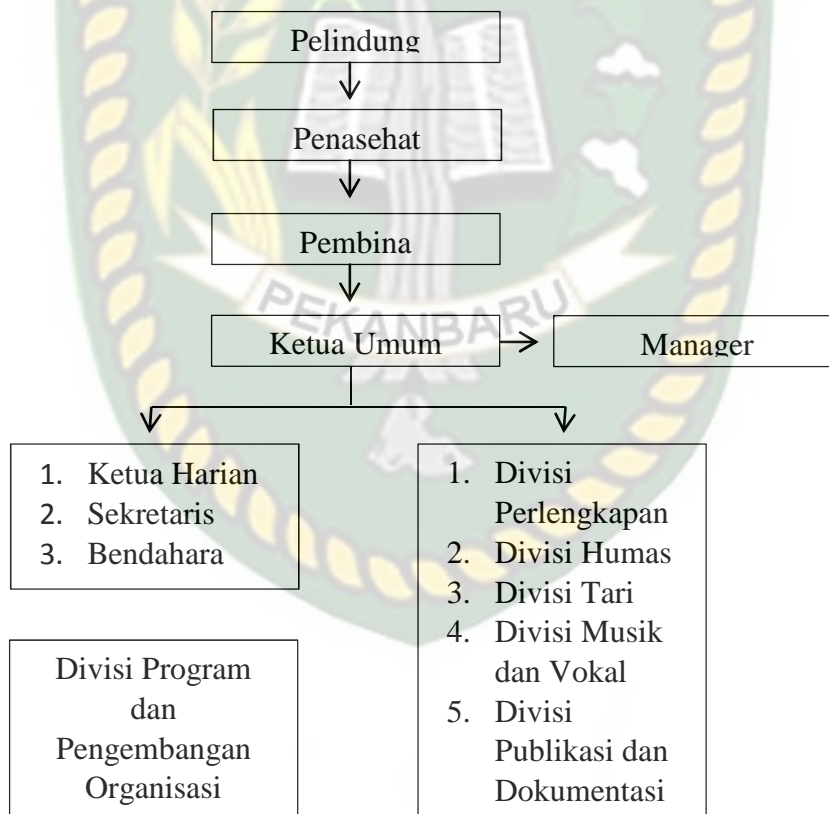 Pelindung
Penasehat
Pembina
PEKANBARU
Ketua Umum
Manager
1. Ketua Harian
2. Sekretaris
3. Bendahara
1. Divisi
Perlengkapan
2. Divisi Humas
3. Divisi Tari
4. Divisi Musik
dan Vokal
5. Divisi
Publikasi dan
Dokumentasi
Divisi Program
dan
Pengembangan
Organisasi